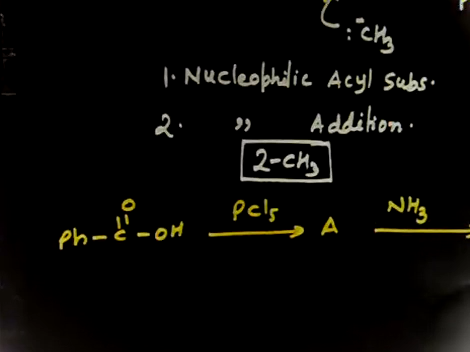 :⁻CH₃
1. Nucleophilic Acyl Subs.
2. " Addition.
2-CH₃
O
Ph-C-OH PCl₅ A NH₃